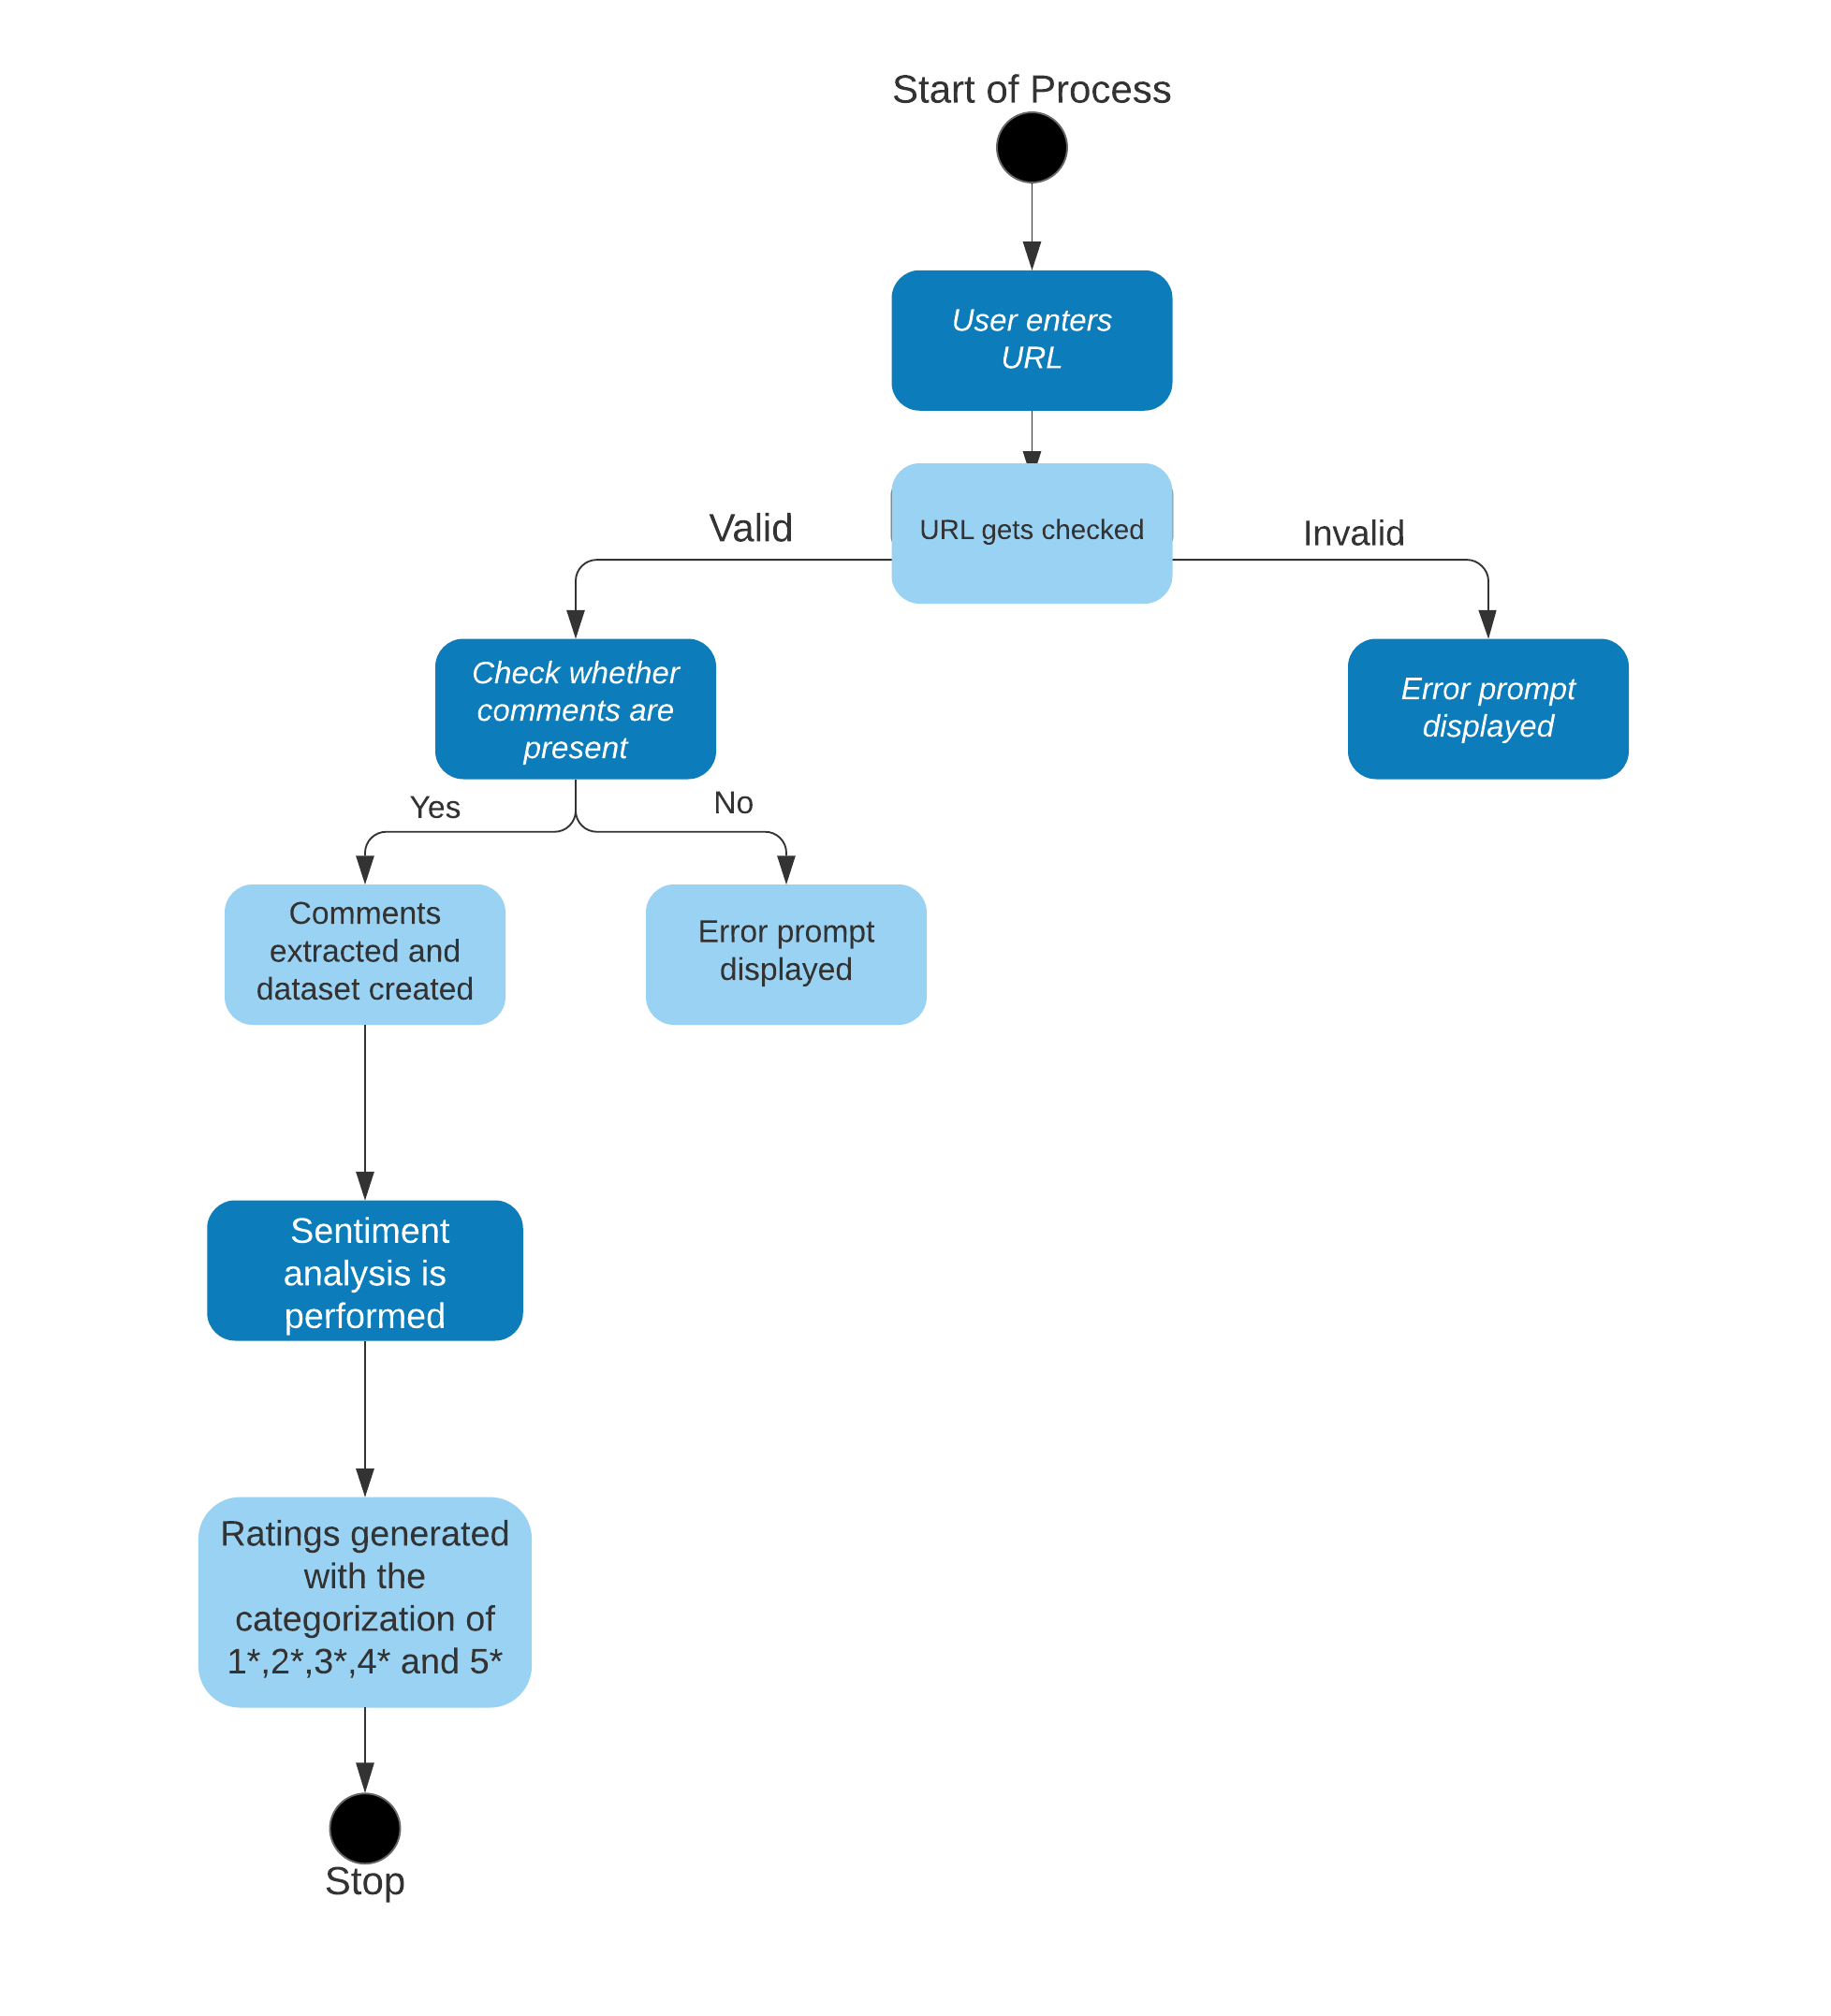 Start of Process
User enters
URL
URL gets checked
Valid
Invalid
Check whether
comments are
present
Error prompt
displayed
Yes
No
Comments
extracted and
dataset created
Error prompt
displayed
Sentiment
analysis is
performed
Ratings generated
with the
categorization of
1*,2*,3*,4* and 5*
Stop